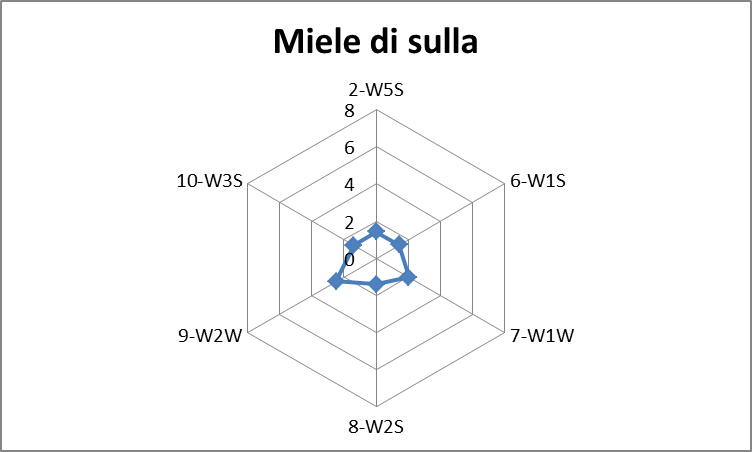 Miele di sulla
2-W5S
8
6
10-W3S
6-W1S
4
2
0
9-W2W
7-W1W
8-W2S